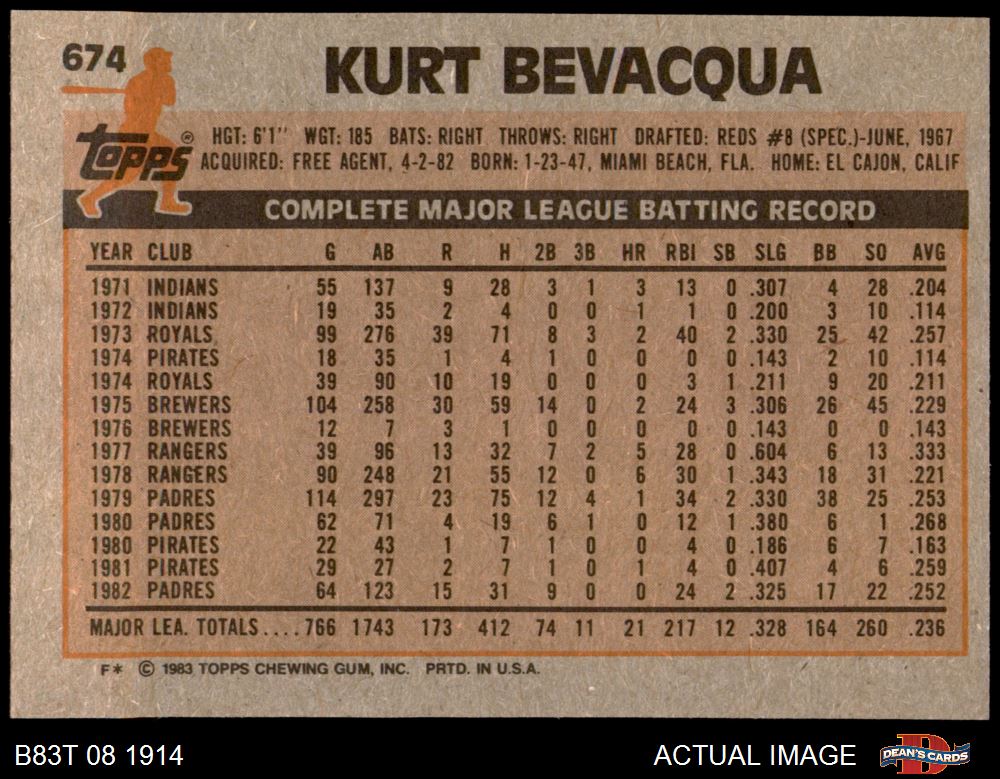 674
KURT BEVACQUA
Topps®
HGT: 6'1" WGT: 185 BATS: RIGHT THROWS: RIGHT DRAFTED: REDS #8 (SPEC.)-JUNE, 1967
ACQUIRED: FREE AGENT, 4-2-82 BORN: 1-23-47, MIAMI BEACH, FLA. HOME: EL CAJON, CALIF
COMPLETE MAJOR LEAGUE BATTING RECORD
YEAR CLUB G AB R H 2B 3B HR RBI SB SLG BB SO AVG
1971 INDIANS 55 137 9 28 3 1 3 13 0 .307 4 28 .204
1972 INDIANS 19 35 2 4 0 0 1 1 0 .200 3 10 .114
1973 ROYALS 99 276 39 71 8 3 2 40 2 .330 25 42 .257
1974 PIRATES 18 35 1 4 1 0 0 0 0 .143 2 10 .114
1974 ROYALS 39 90 10 19 0 0 0 3 1 .211 9 20 .211
1975 BREWERS 104 258 30 59 14 0 2 24 3 .306 26 45 .229
1976 BREWERS 12 7 3 1 0 0 0 0 0 .143 0 0 .143
1977 RANGERS 39 96 13 32 7 2 5 28 0 .604 6 13 .333
1978 RANGERS 90 248 21 55 12 0 6 30 1 .343 18 31 .221
1979 PADRES 114 297 23 75 12 4 1 34 2 .330 38 25 .253
1980 PADRES 62 71 4 19 6 1 0 12 1 .380 6 1 .268
1980 PIRATES 22 43 1 7 1 0 0 4 0 .186 6 7 .163
1981 PIRATES 29 27 2 7 1 0 1 4 0 .407 4 6 .259
1982 PADRES 64 123 15 31 9 0 0 24 2 .325 17 22 .252
MAJOR LEA. TOTALS....766 1743 173 412 74 11 21 217 12 .328 164 260 .236
F* © 1983 TOPPS CHEWING GUM, INC. PRTD. IN U.S.A.
B83T 08 1914
ACTUAL IMAGE
D
DEAN'S CARDS